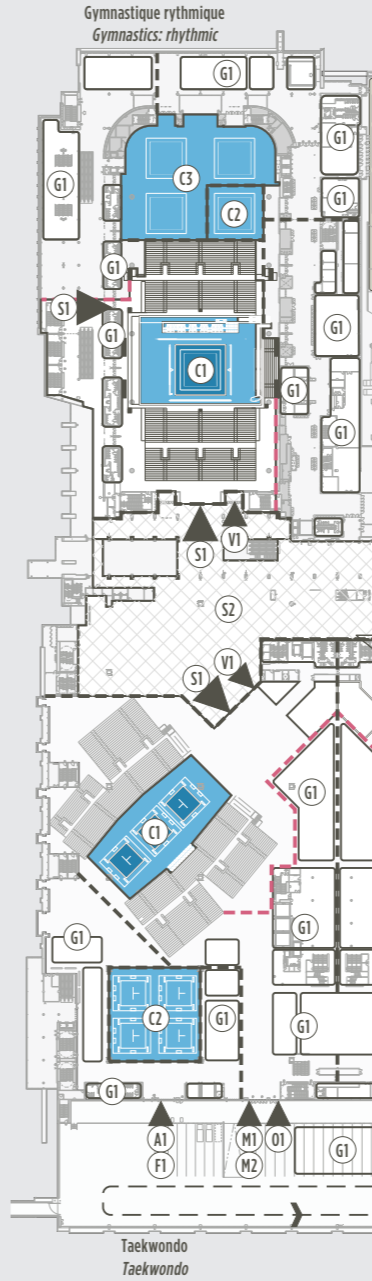 Gymnastique rythmique
Gymnastics: rhythmic
G1
G1
G1
C3
G1
C2
G1
S1
G1
G1
C1
G1
G1
S1
V1
S2
S1
V1
G1
C1
G1
G1
C2
G1
G1
G1
A1
M1
O1
F1
M2
G1
Taekwondo
Taekwondo